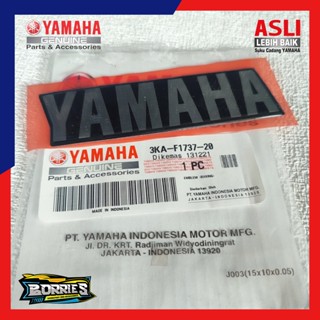 YAMAHA
GENUINE
Parts & Accessories
ASLI
LEBIH BAIK
Suku Cadang YAMAHA
YAMAHA
YAMAHA
GENUINE
Parts & Accessories
3KA-F1737-20
Dikemas 131221
1 PC
MADE IN INDONESIA
PT. YAMAHA INDONESIA MOTOR MFG.
JL. DR. KRT. Radjiman Widyodiningrat
JAKARTA - INDONESIA 13920
J003(15x10x0.05)
BORRIES